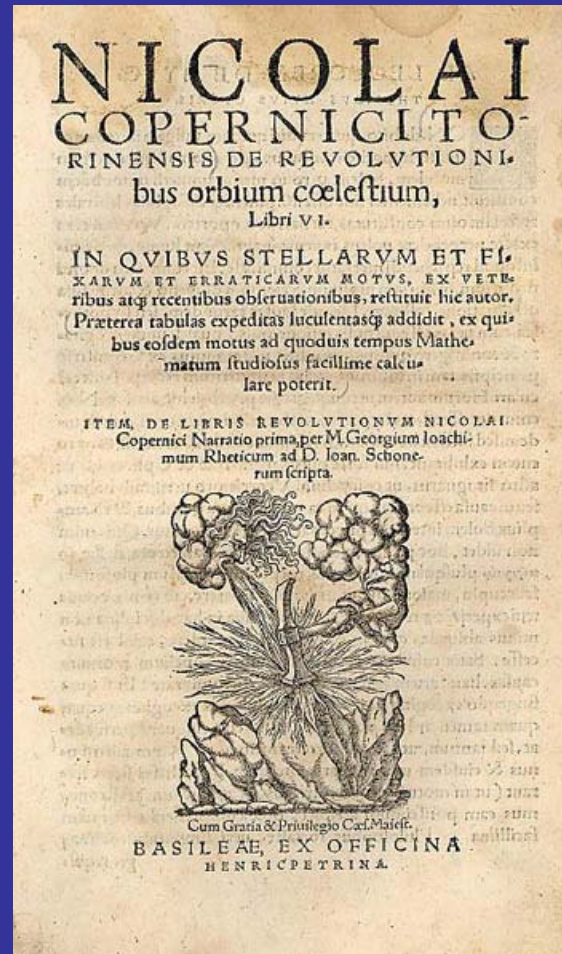 NICOLAI
COPERNICI TO-
RINENSIS DE REVOLVTIONI-
bus orbium cœlestium,
Libri VI.
IN QVIBVS STELLARVM ET FI-
XARVM ET ERRATICARVM MOTVS, EX VETE-
ribus atq; recentibus obseruationibus, restituit hic autor.
Præterea tabulas expeditas luculentasq; addidit, ex qui-
bus eosdem motus ad quoduis tempus Mathe-
matum studiosus facillime calcu-
lare poterit.
ITEM, DE LIBRIS REVOLVTIONVM NICOLAI
Copernici Narratio prima, per M. Georgium Ioachi-
mum Rheticum ad D. Ioan. Schone-
rum scripta.
Cum Gratia & Priuilegio Cæs. Maiest.
BASILEAE, EX OFFICINA
HENRICPETRINA.